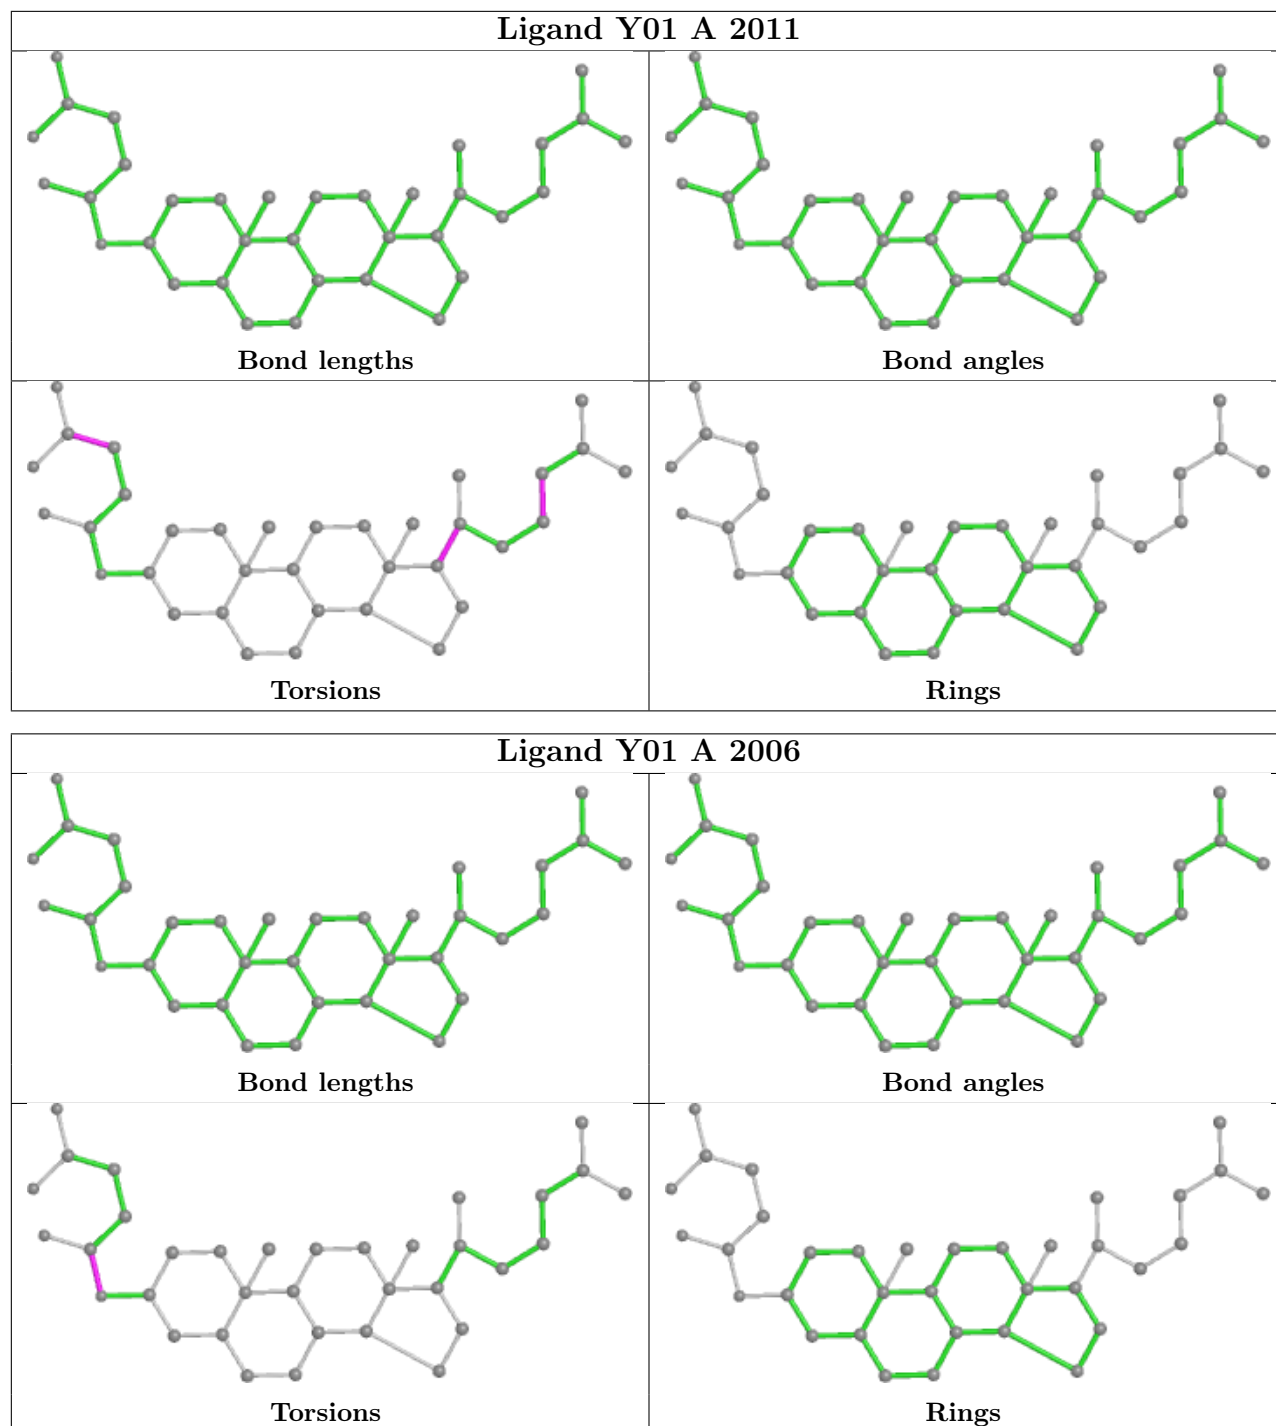 Ligand Y01 A 2011
Bond lengths
Bond angles
Torsions
Rings
Ligand Y01 A 2006
Bond lengths
Bond angles
Torsions
Rings